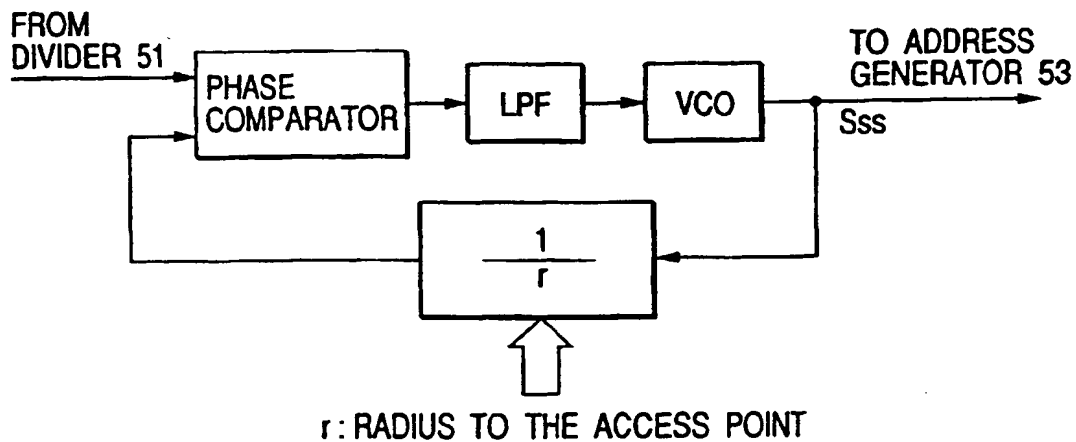 FROM
DIVIDER 51
PHASE
COMPARATOR
LPF
VCO
TO ADDRESS
GENERATOR 53
Sss
1
r
r : RADIUS TO THE ACCESS POINT